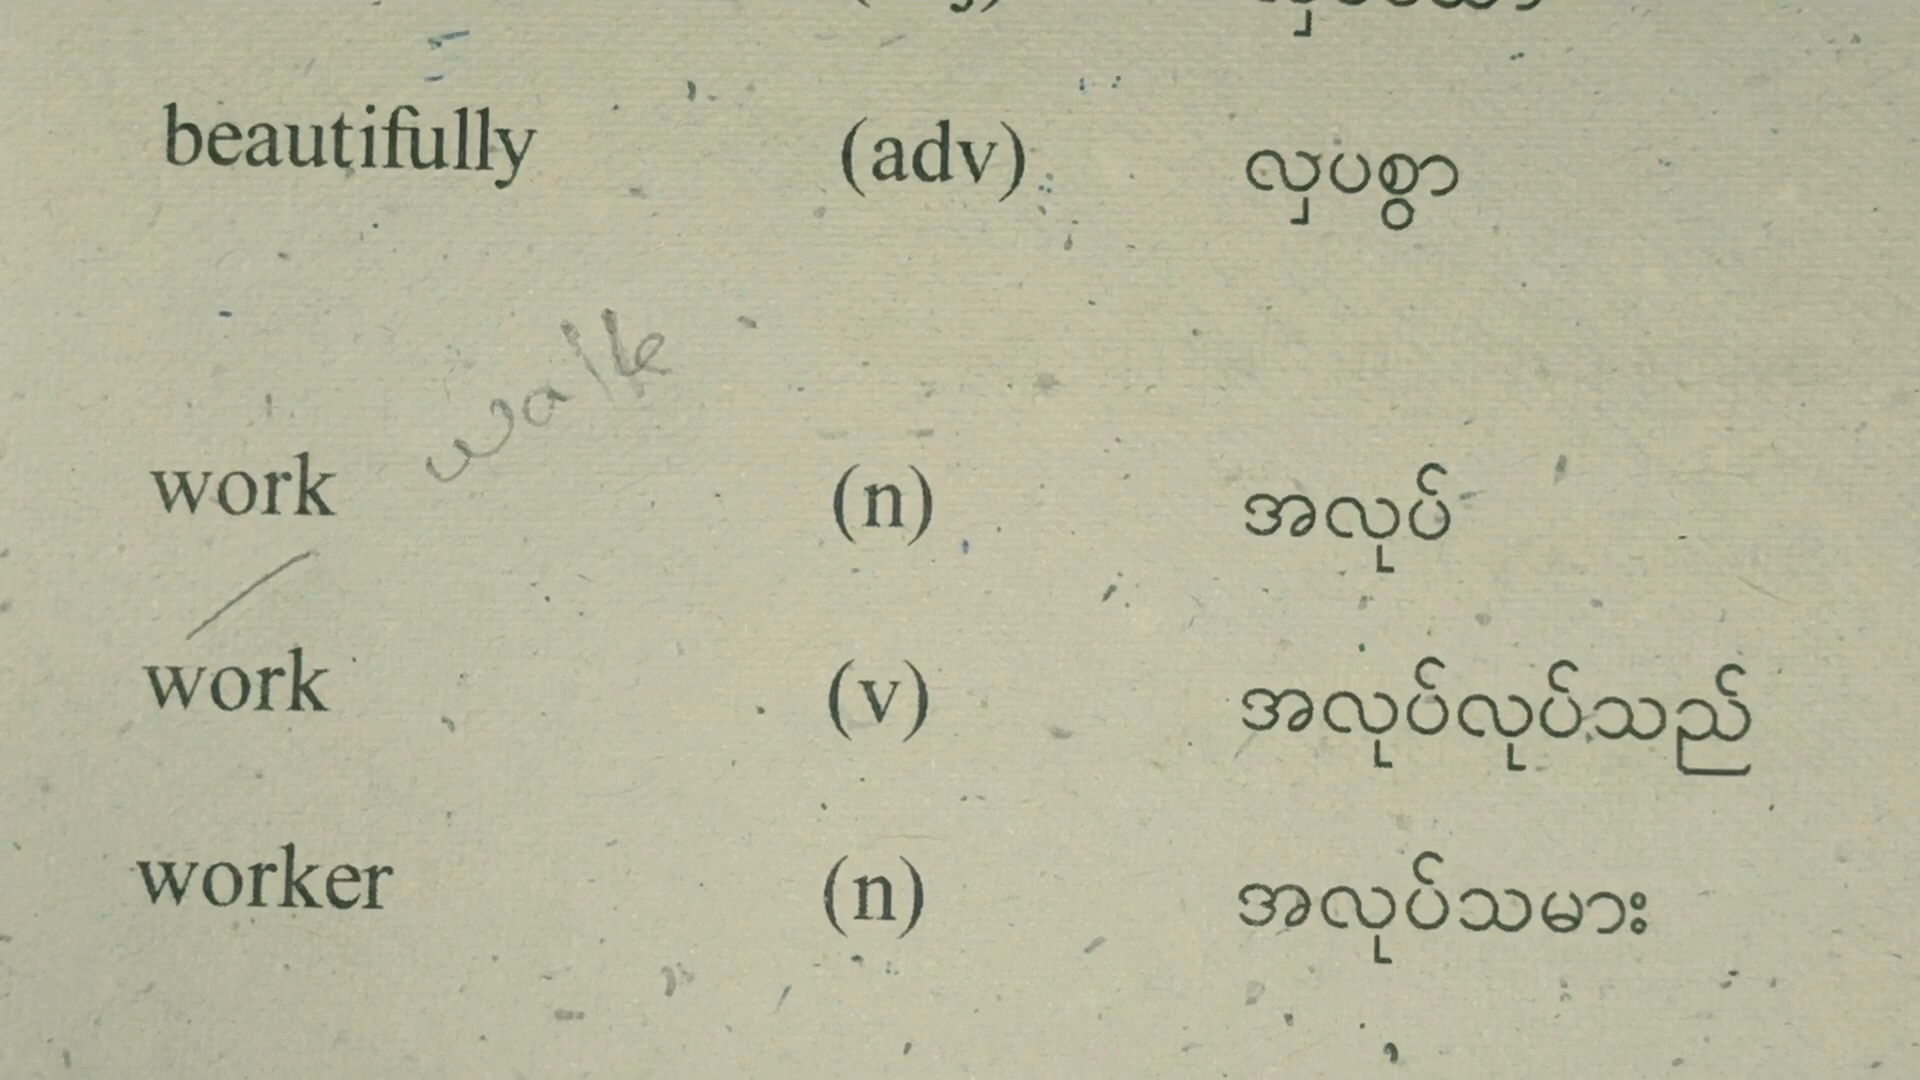 beautifully (adv) လှပစွာ
walk
work (n) အလုပ်
work (v) အလုပ်လုပ်သည်
worker (n) အလုပ်သမား